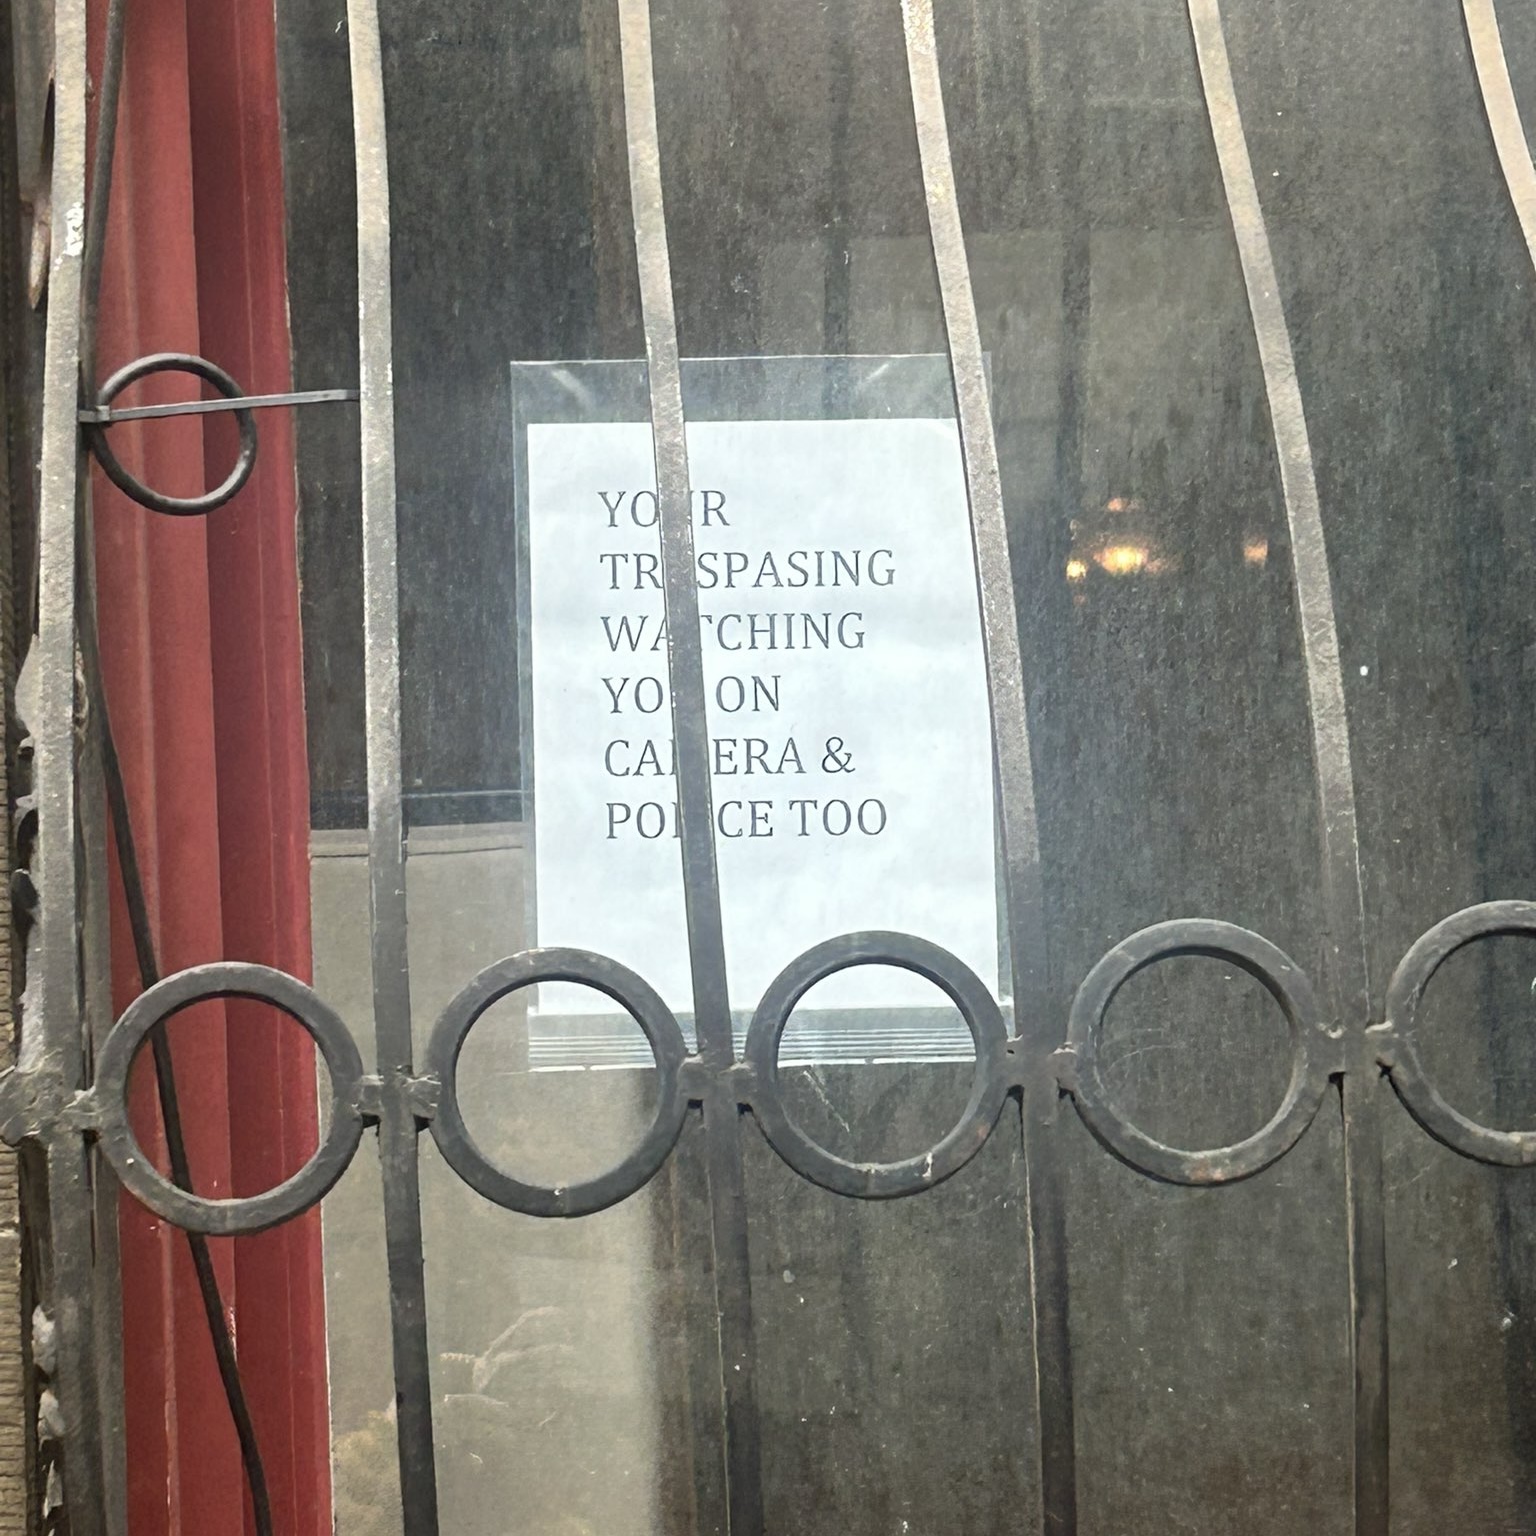 YOUR
TRESPASING
WATCHING
YOU ON
CAMERA &
POLICE TOO